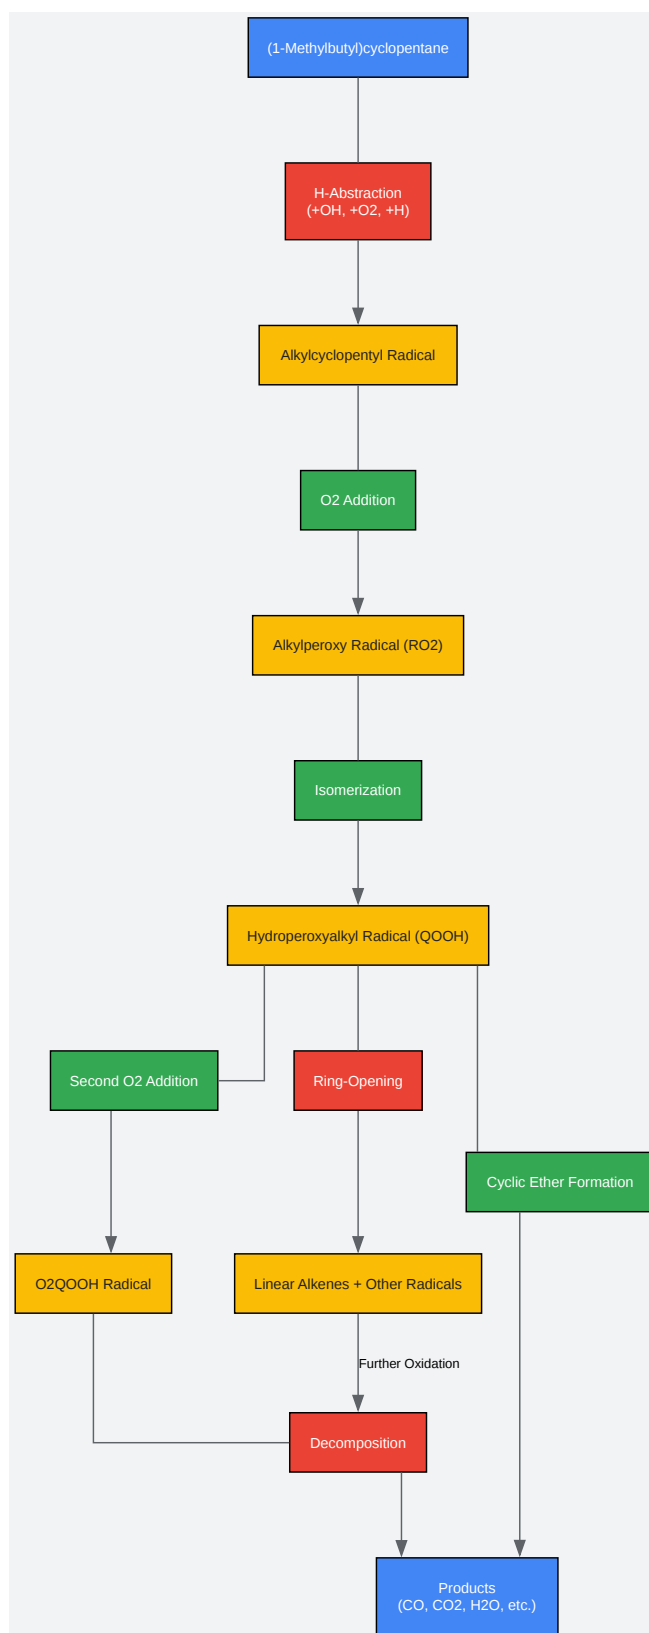 (1-Methylbutyl)cyclopentane
H-Abstraction
(+OH, +O2, +H)
Alkylcyclopentyl Radical
O2 Addition
Alkylperoxy Radical (RO2)
Isomerization
Hydroperoxyalkyl Radical (QOOH)
Second O2 Addition
Ring-Opening
Cyclic Ether Formation
O2QOOH Radical
Linear Alkenes + Other Radicals
Further Oxidation
Decomposition
Products
(CO, CO2, H2O, etc.)